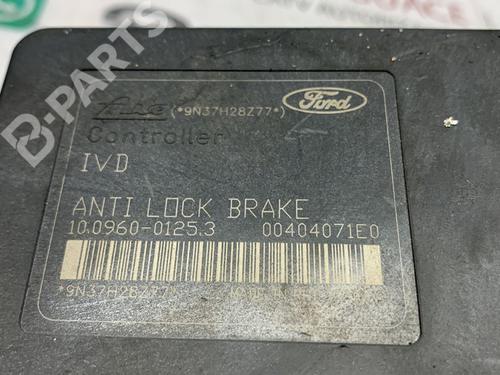 B-PARTS
Ate (*9N37H28Z77*) Ford
Controller
IVD
ANTI LOCK BRAKE
10.0960-0125.3 00404071E0
*9N37H28Z77*